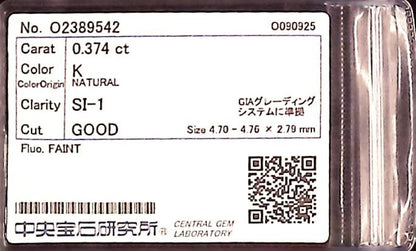 No. O2389542 O090925
Carat 0.374 ct
Color K
ColorOrigin NATURAL
Clarity SI-1 GIAグレーディング
システムに準拠
Cut GOOD Size 4.70 - 4.76 × 2.79 mm
Fluo. FAINT
中央宝石研究所 CENTRAL GEM
LABORATORY